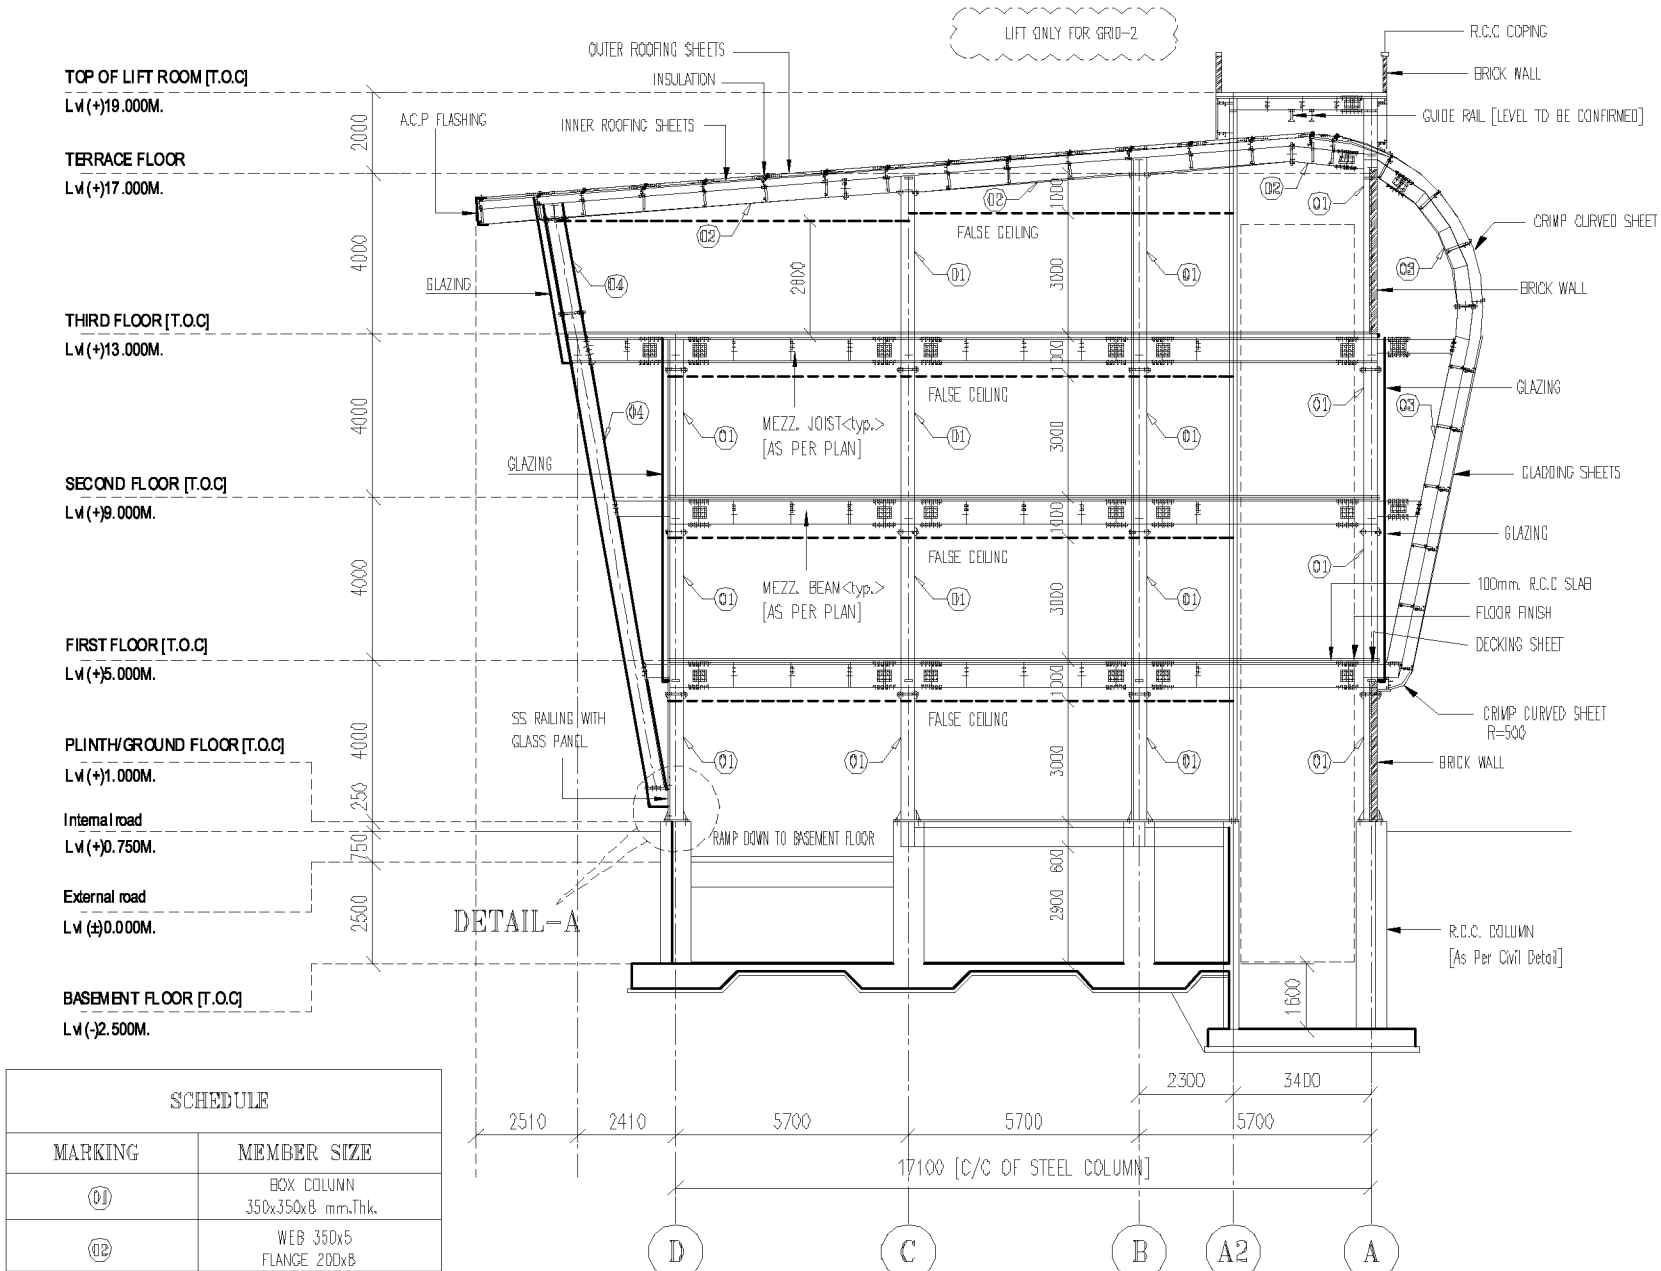 LIFT ONLY FOR GRID-2
R.C.C COPING
BRICK WALL
GUIDE RAIL [LEVEL TO BE CONFIRMED]
OUTER ROOFING SHEETS
INSULATION
INNER ROOFING SHEETS
A.C.P FLASHING
TOP OF LIFT ROOM [T.O.C]
Lvl (+)19.000M.
2000
TERRACE FLOOR
Lvl (+)17.000M.
4000
THIRD FLOOR [T.O.C]
Lvl (+)13.000M.
4000
SECOND FLOOR [T.O.C]
Lvl (+)9.000M.
4000
FIRST FLOOR [T.O.C]
Lvl (+)5.000M.
4000
PLINTH/GROUND FLOOR [T.O.C]
Lvl (+)1.000M.
250
Internal road
Lvl (+)0.750M.
750
External road
Lvl (±)0.000M.
2500
BASEMENT FLOOR [T.O.C]
Lvl (-)2.500M.
02
02
02
01
1000
FALSE CEILING
CRIMP CURVED SHEET
GLAZING
04
2800
01
3000
01
03
BRICK WALL
1000
FALSE CEILING
GLAZING
04
01
MEZZ. JOIST<typ.>
[AS PER PLAN]
01
3000
01
01
03
GLAZING
CLADDING SHEETS
1000
FALSE CEILING
GLAZING
01
MEZZ. BEAM<typ.>
[AS PER PLAN]
01
3000
01
01
100mm. R.C.C SLAB
FLOOR FINISH
DECKING SHEET
1000
FALSE CEILING
SS. RAILING WITH
GLASS PANEL
01
01
3000
01
01
CRIMP CURVED SHEET
R=500
BRICK WALL
RAMP DOWN TO BASEMENT FLOOR
600
2900
DETAIL-A
R.C.C. COLUMN
[As Per Civil Detail]
1600
2300
3400
2510
2410
5700
5700
5700
17100 [C/C OF STEEL COLUMN]
D
C
B
A2
A
SCHEDULE
MARKING
MEMBER SIZE
01
BOX COLUMN
350x350x8 mm.Thk.
02
WEB 350x5
FLANGE 200x8